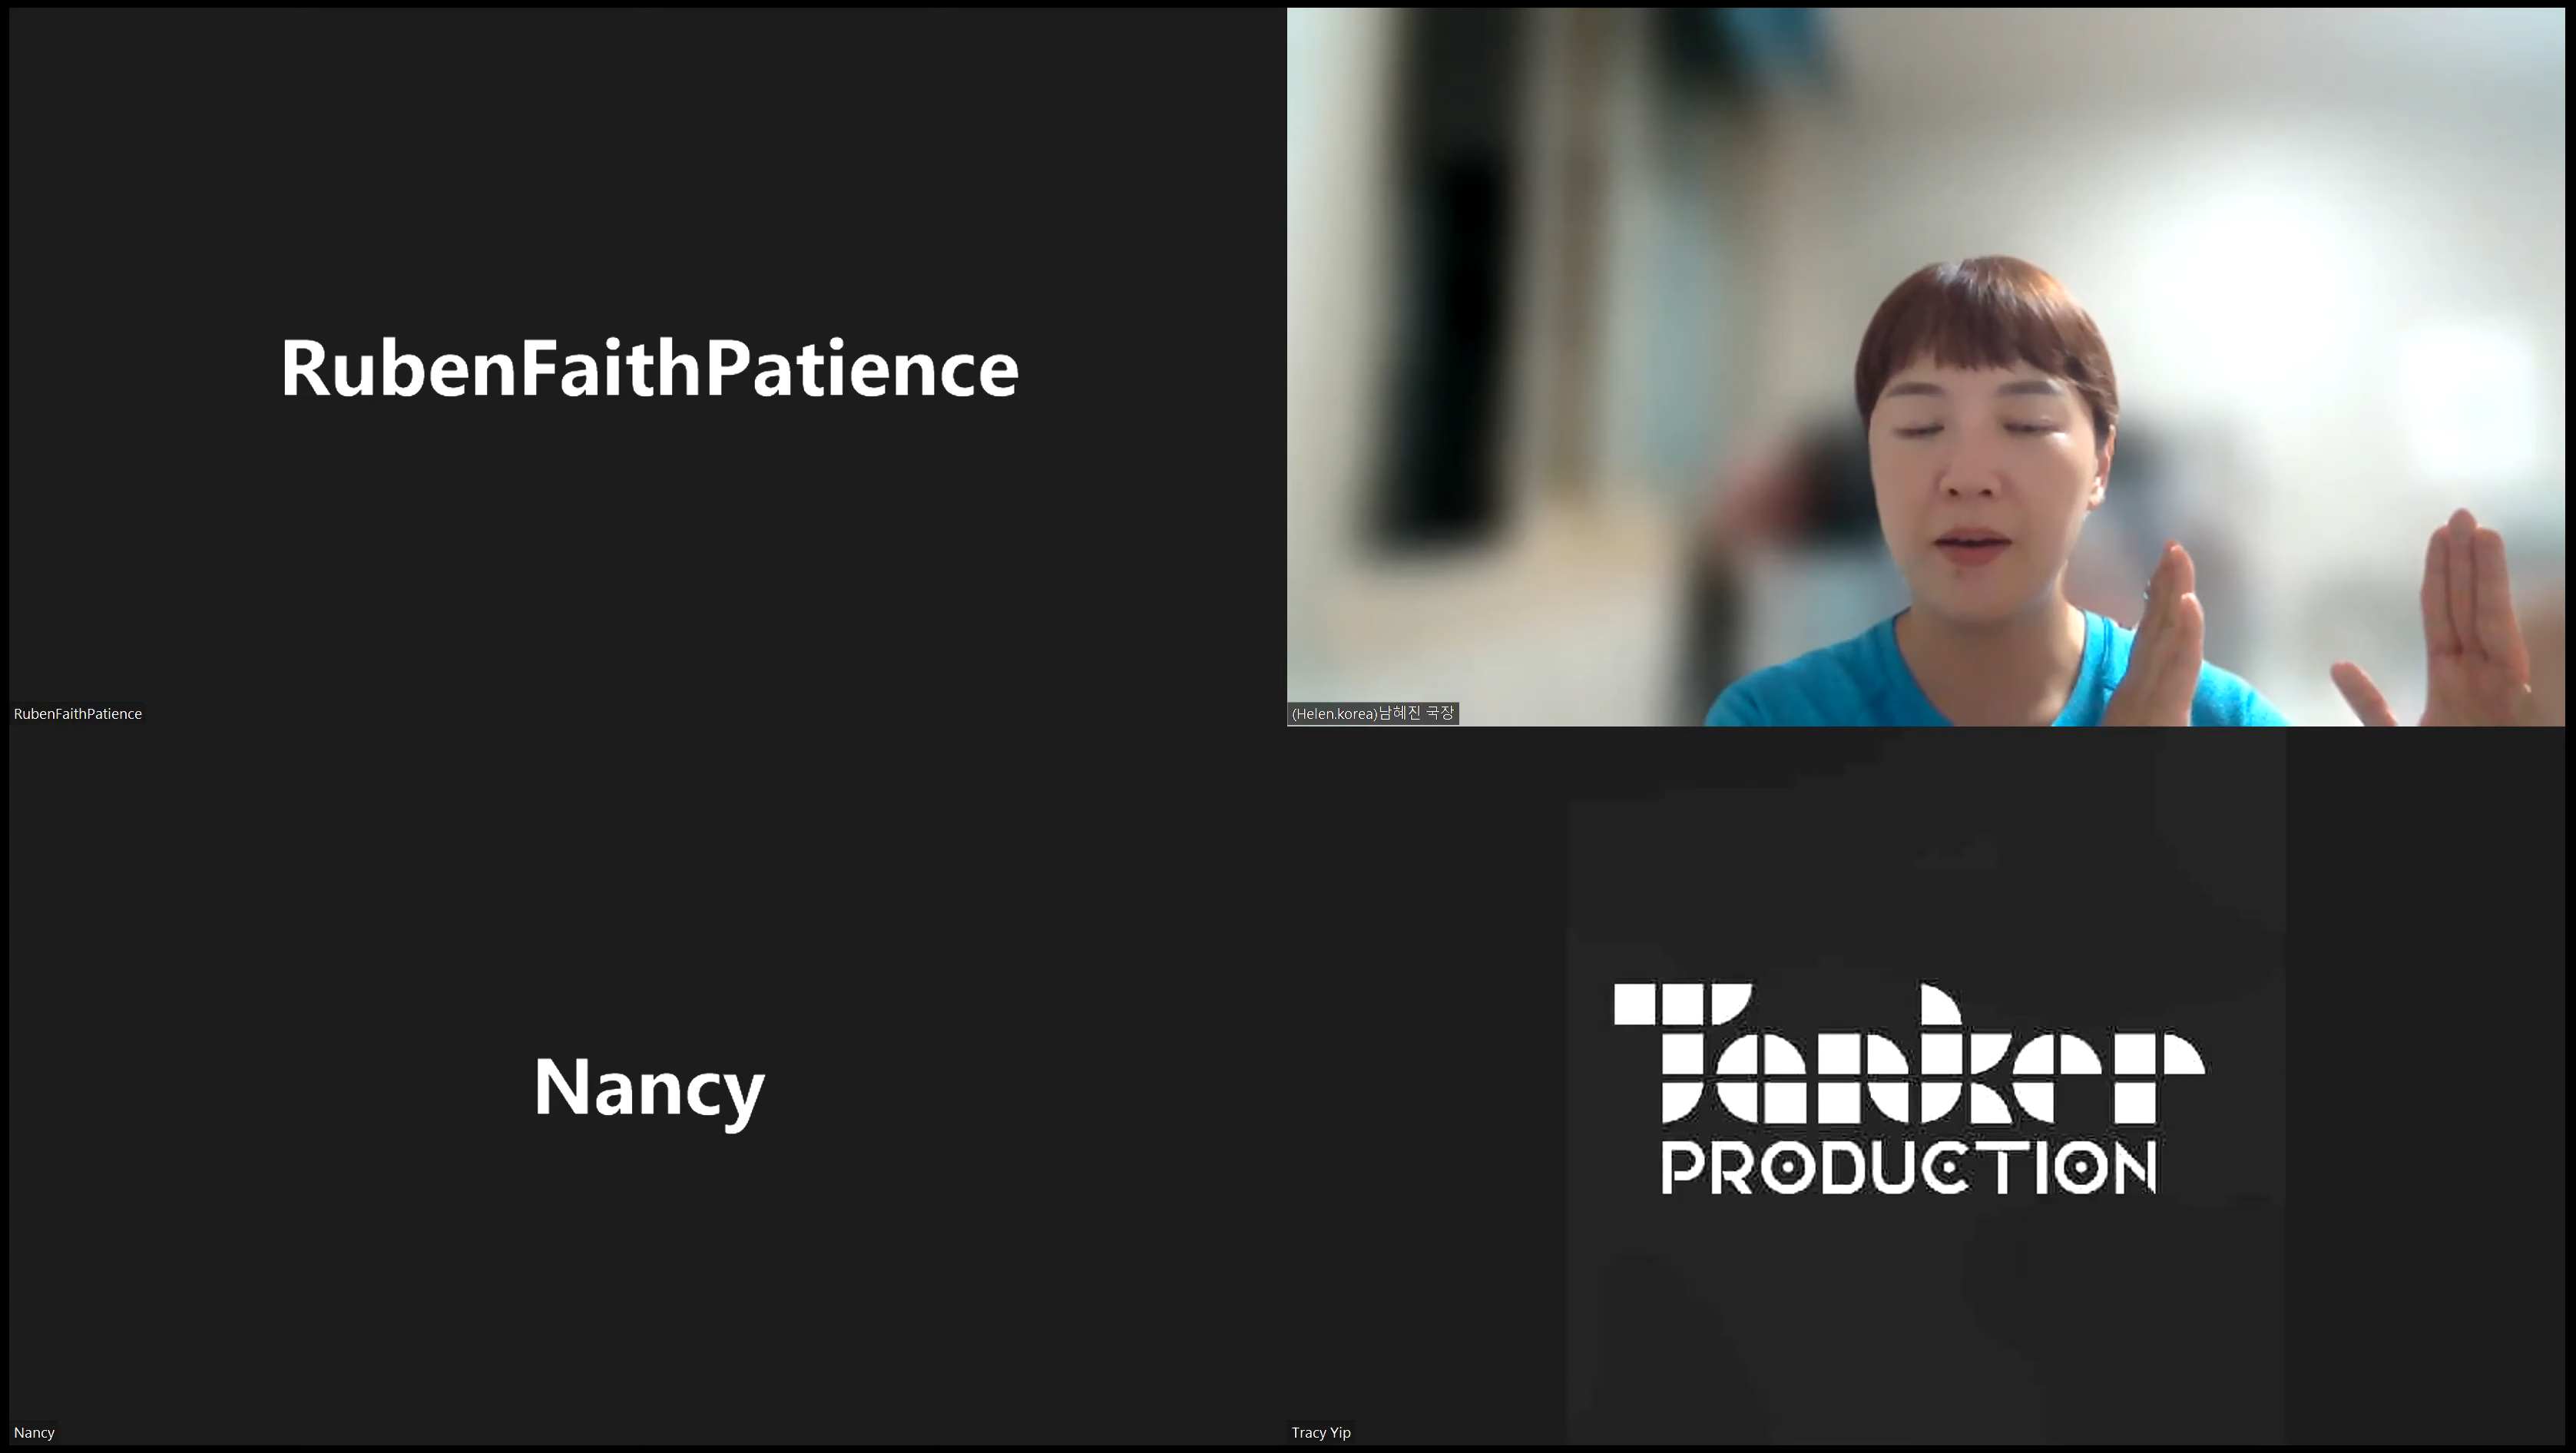 RubenFaithPatience
RubenFaithPatience
(Helen.korea)남혜진 국장
Nancy
Nancy
Tanker
PRODUCTION
Tracy Yip